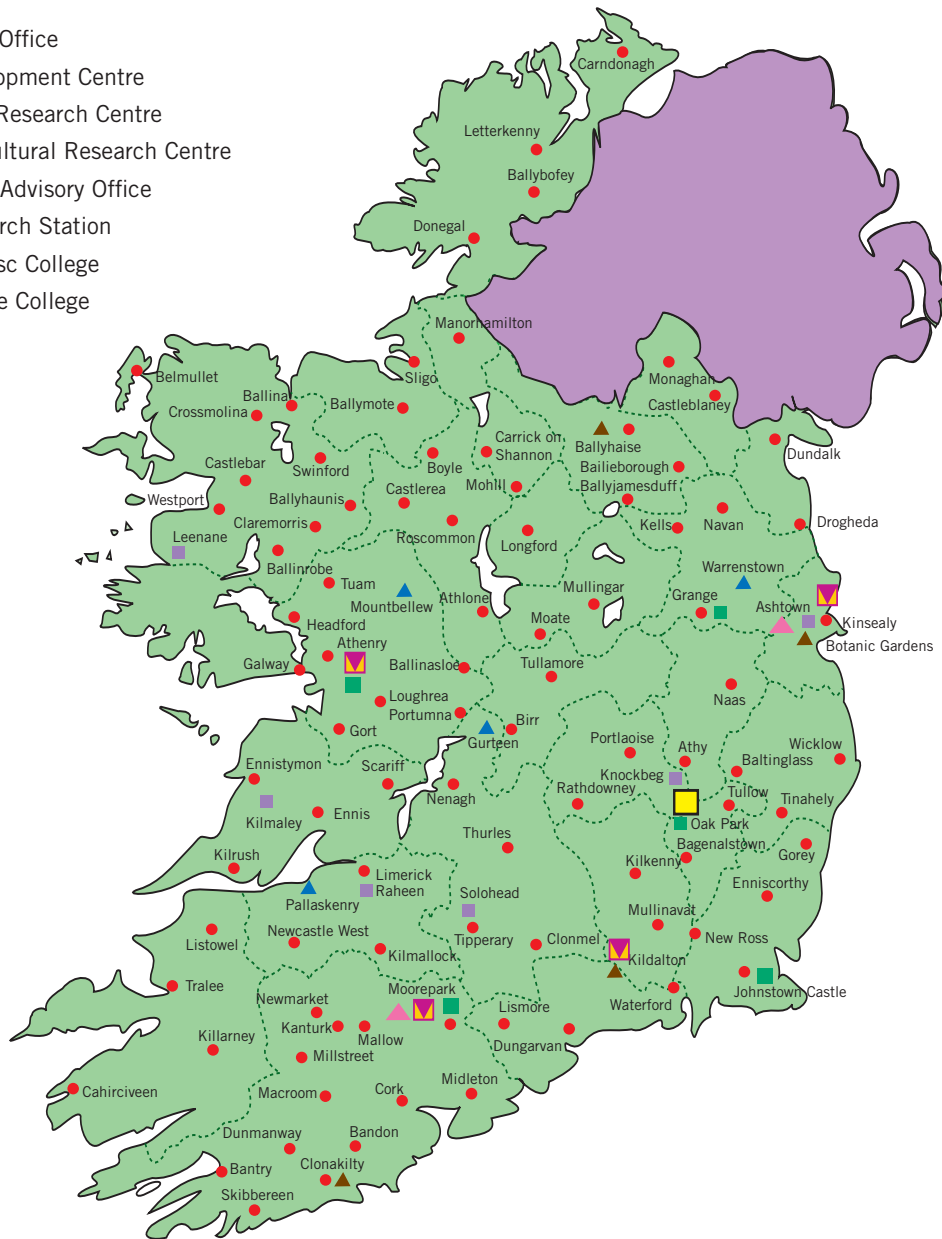 Office
opment Centre
Research Centre
ultural Research Centre
Advisory Office
rch Station
sc College
e College
Carndonagh
Letterkenny
Ballybofey
Donegal
Manorhamilton
Sligo
Monaghan
Castleblaney
Belmullet
Ballina
Crossmolina
Ballymote
Ballyhaise
Dundalk
Carrick on
Shannon
Boyle
Bailieborough
Swinford
Castlebar
Mohill
Ballyjamesduff
Castlerea
Ballyhaunis
Westport
Kells
Navan
Drogheda
Claremorris
Roscommon
Longford
Leenane
Ballinrobe
Warrenstown
Tuam
Mountbellew
Athlone
Mullingar
Grange
Ashtown
Moate
Headford
Kinsealy
Athenry
Botanic Gardens
Galway
Ballinasloe
Tullamore
Naas
Loughrea
Portumna
Gort
Birr
Gurteen
Portlaoise
Athy
Wicklow
Baltinglass
Ennistymon
Scariff
Knockbeg
Nenagh
Rathdowney
Tullow
Tinahely
Kilmaley
Ennis
Oak Park
Thurles
Bagenalstown
Gorey
Kilrush
Kilkenny
Limerick
Raheen
Enniscorthy
Solohead
Pallaskenry
Mullinavat
Listowel
Newcastle West
Tipperary
Clonmel
New Ross
Kilmallock
Kildalton
Tralee
Moorepark
Waterford
Johnstown Castle
Newmarket
Lismore
Kanturk
Mallow
Killarney
Dungarvan
Millstreet
Cahirciveen
Macroom
Cork
Midleton
Dunmanway
Bandon
Bantry
Clonakilty
Skibbereen